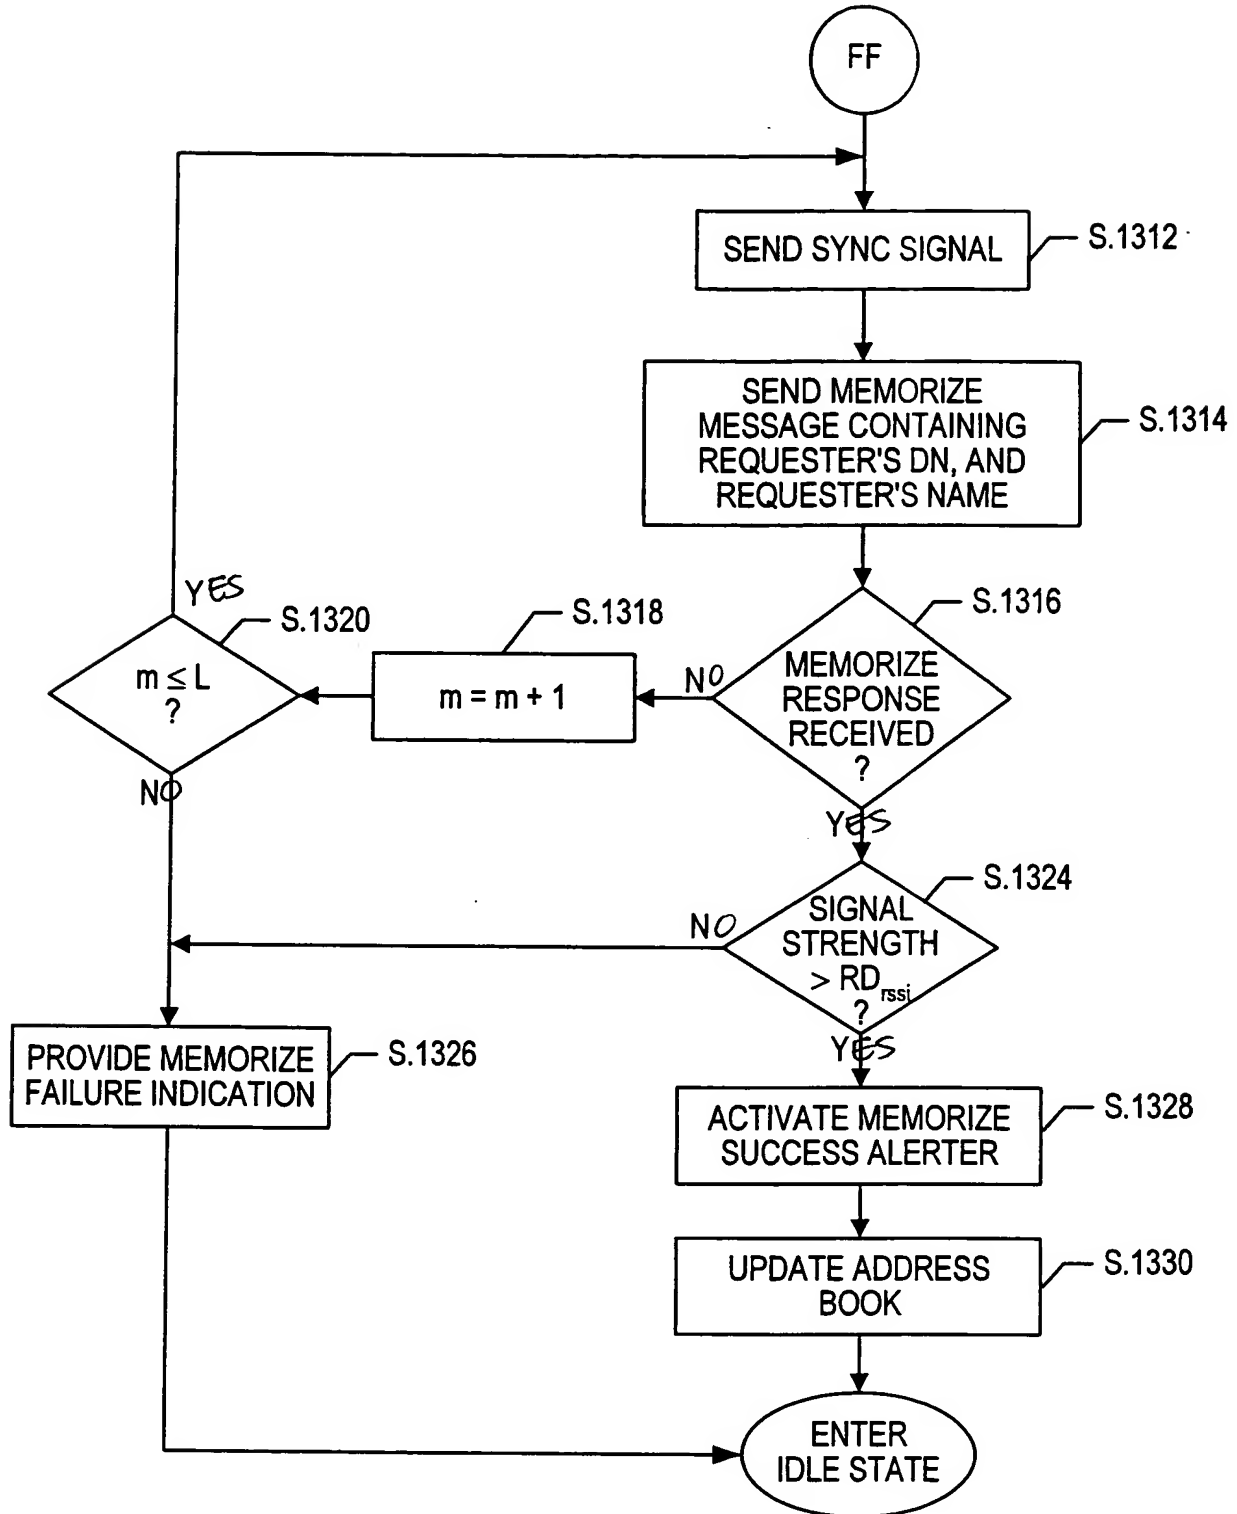 FF
SEND SYNC SIGNAL
S.1312
SEND MEMORIZE
MESSAGE CONTAINING
REQUESTER'S DN, AND
REQUESTER'S NAME
S.1314
MEMORIZE
RESPONSE
RECEIVED
?
S.1316
NO
m = m + 1
S.1318
m ≤ L
?
S.1320
YES
NO
YES
SIGNAL
STRENGTH
> RDrssi
?
S.1324
NO
YES
PROVIDE MEMORIZE
FAILURE INDICATION
S.1326
ACTIVATE MEMORIZE
SUCCESS ALERTER
S.1328
UPDATE ADDRESS
BOOK
S.1330
ENTER
IDLE STATE